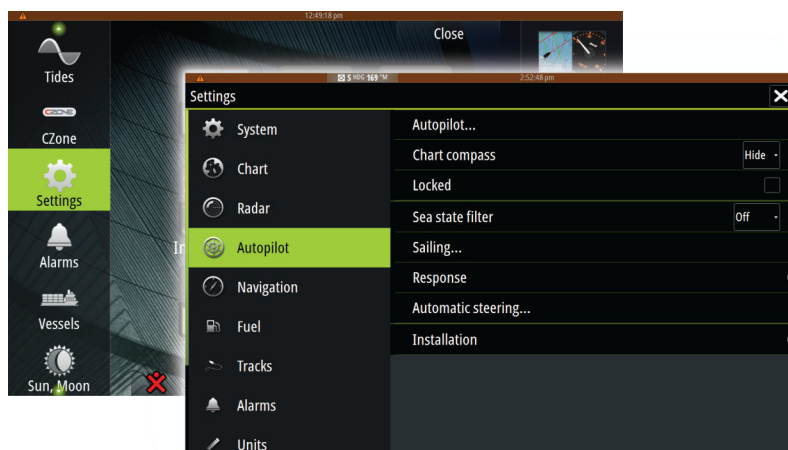 12:49:18 pm
Close
Tides
CZONE
CZone
Settings
Alarms
Vessels
Sun, Moon
S HDG 169 °M
2:52:48 pm
Settings
System
Chart
Radar
Autopilot
Navigation
Fuel
Tracks
Alarms
Units
Autopilot...
Chart compass
Hide
Locked
Sea state filter
Off
Sailing...
Response
Automatic steering...
Installation